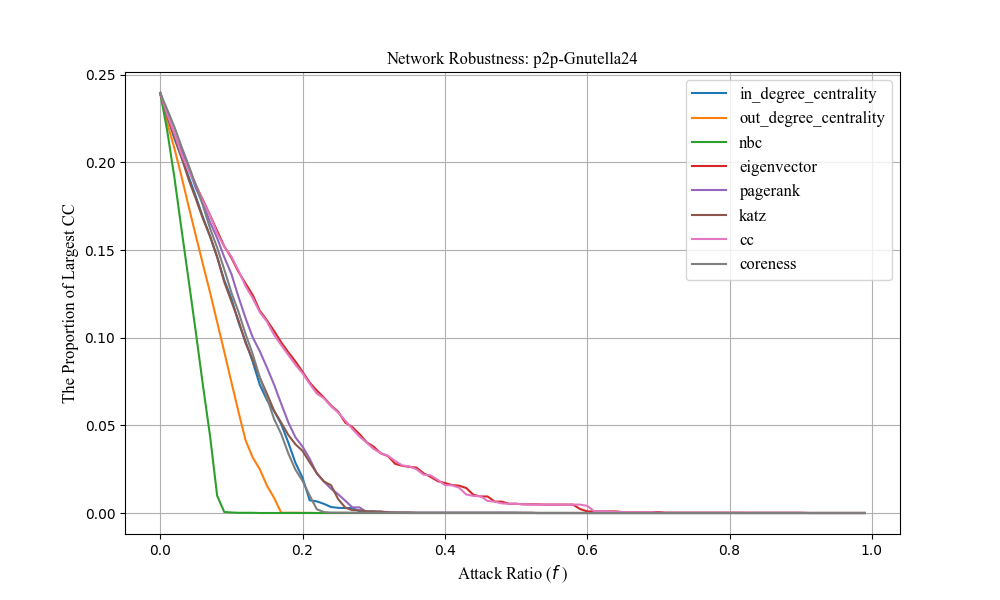 Network Robustness: p2p-Gnutella24
The Proportion of Largest CC
0.25
0.20
0.15
0.10
0.05
0.00
in_degree_centrality
out_degree_centrality
nbc
eigenvector
pagerank
katz
cc
coreness
0.0 0.2 0.4 0.6 0.8 1.0
Attack Ratio (f)